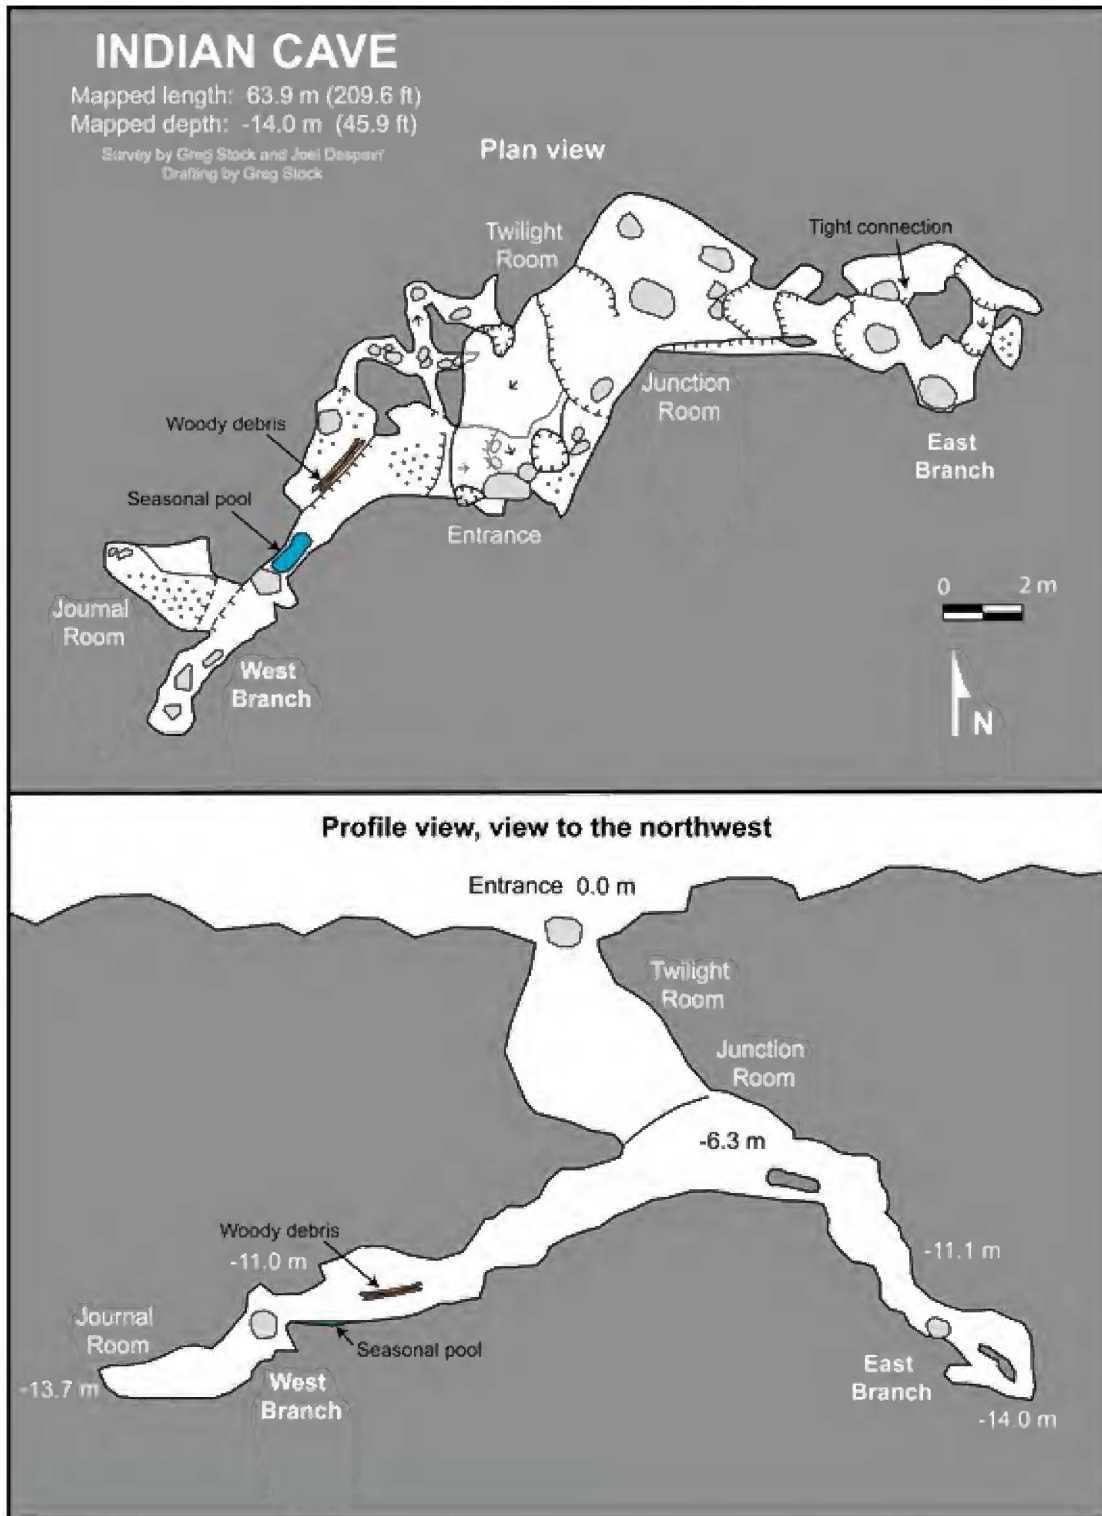 INDIAN CAVE
Mapped length: 63.9 m (209.6 ft)
Mapped depth: -14.0 m (45.9 ft)
Survey by Greg Stock and Joel Despain
Drafting by Greg Stock
Plan view
Twilight
Room
Tight connection
Junction
Room
Woody debris
East
Branch
Seasonal pool
Entrance
Journal
Room
West
Branch
0 2 m
N
Profile view, view to the northwest
Entrance 0.0 m
Twilight
Room
Junction
Room
-6.3 m
Woody debris
-11.0 m
-11.1 m
Journal
Room
Seasonal pool
-13.7 m
West
Branch
East
Branch
-14.0 m